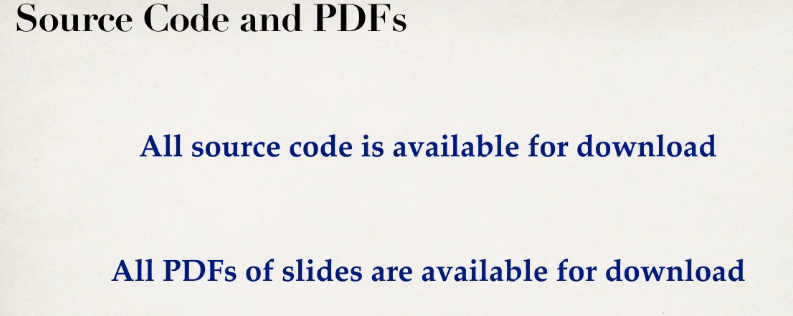 Source Code and PDFs
All source code is available for download
All PDFs of slides are available for download